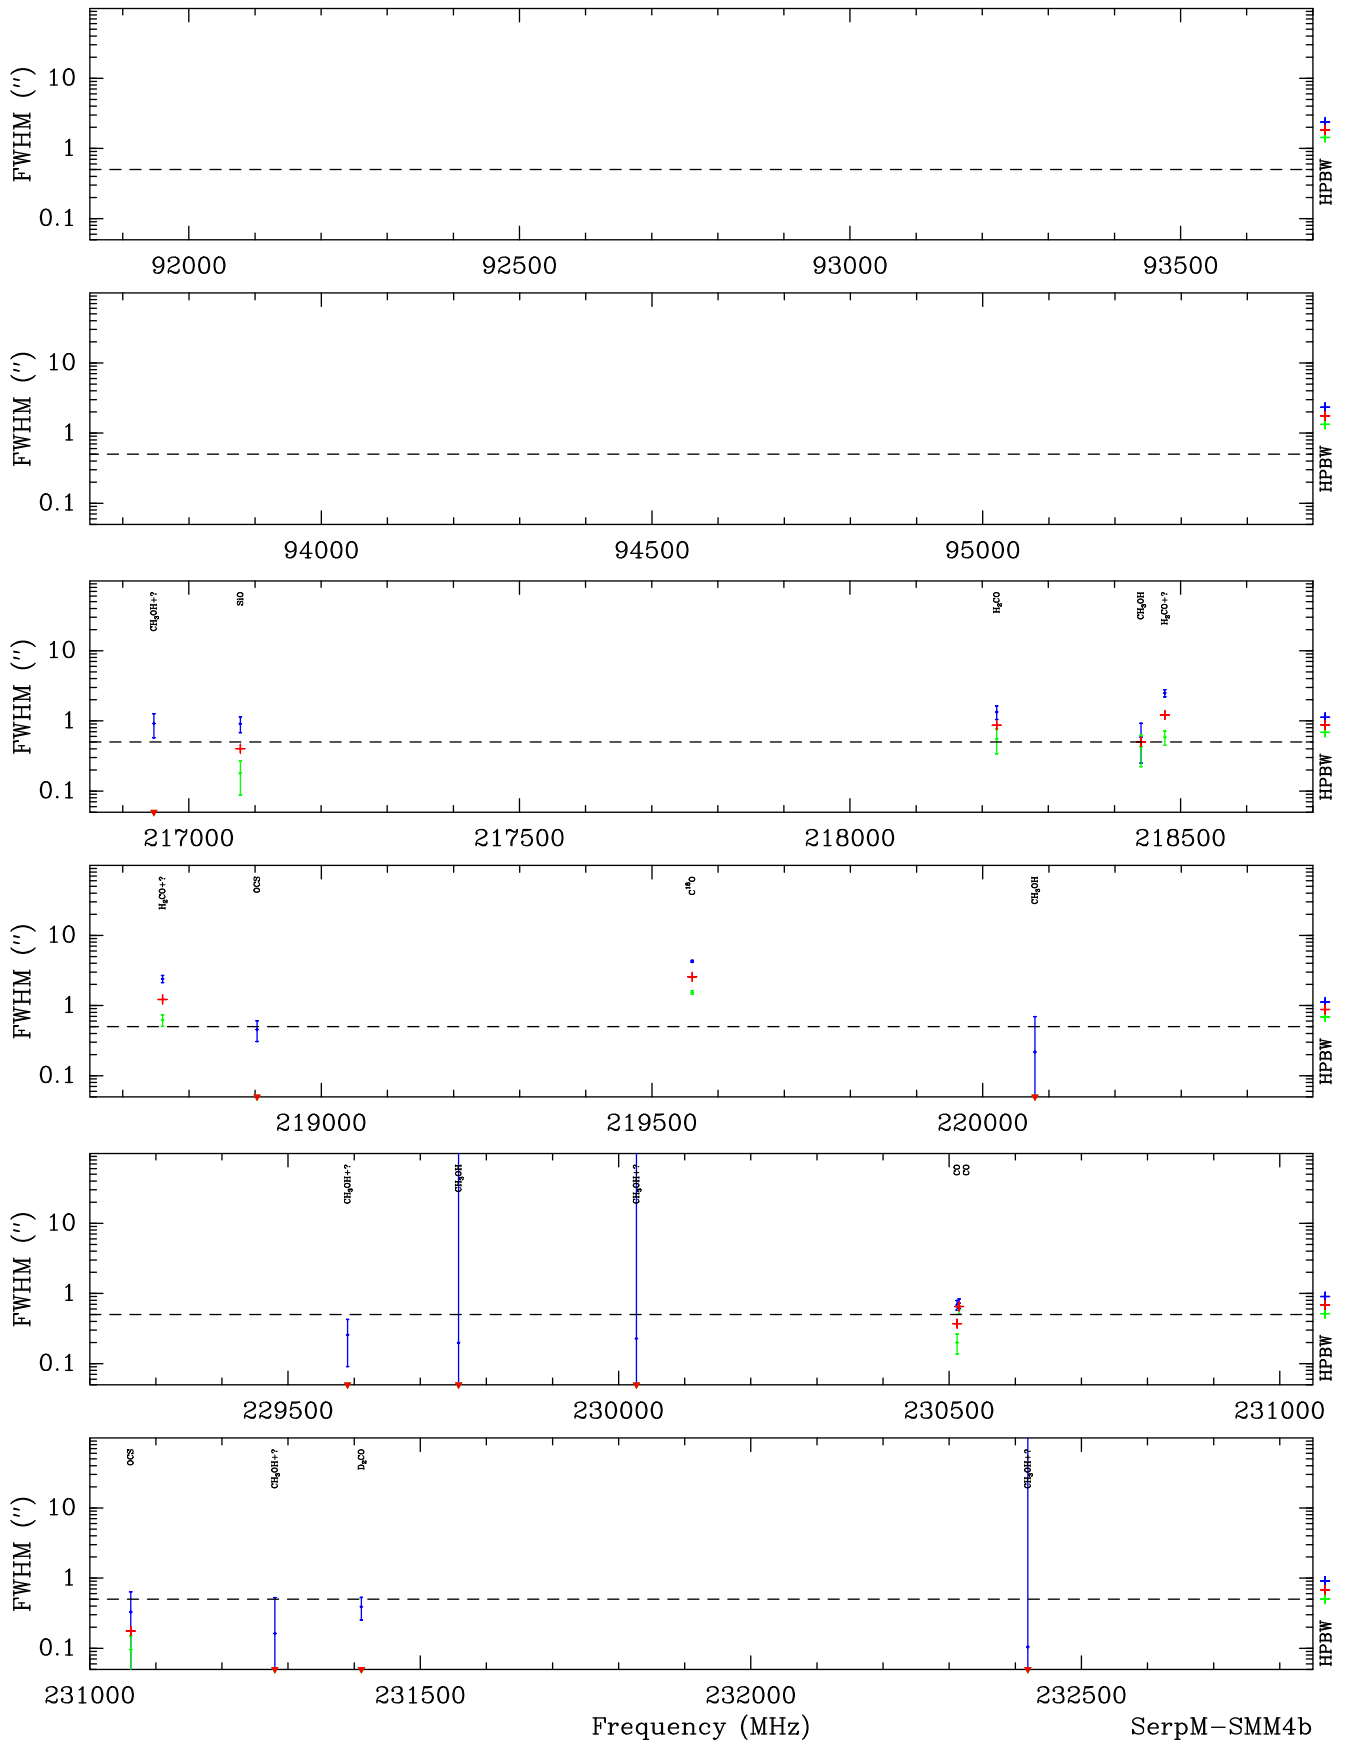 FWHM (″)
10
1
0.1
HPBW
92000 92500 93000 93500
FWHM (″)
10
1
0.1
HPBW
94000 94500 95000
CH₃OH+? SiO H₂CO CH₃OH H₂CO+?
FWHM (″)
10
1
0.1
HPBW
217000 217500 218000 218500
H₂CO+? OCS C¹⁸O CH₃OH
FWHM (″)
10
1
0.1
HPBW
219000 219500 220000
CH₃OH+? CH₃OH CH₃OH+? CO CO
FWHM (″)
10
1
0.1
HPBW
229500 230000 230500 231000
OCS CH₃OH+? D₂CO CH₃OH+?
FWHM (″)
10
1
0.1
HPBW
231000 231500 232000 232500
Frequency (MHz)
SerpM−SMM4b